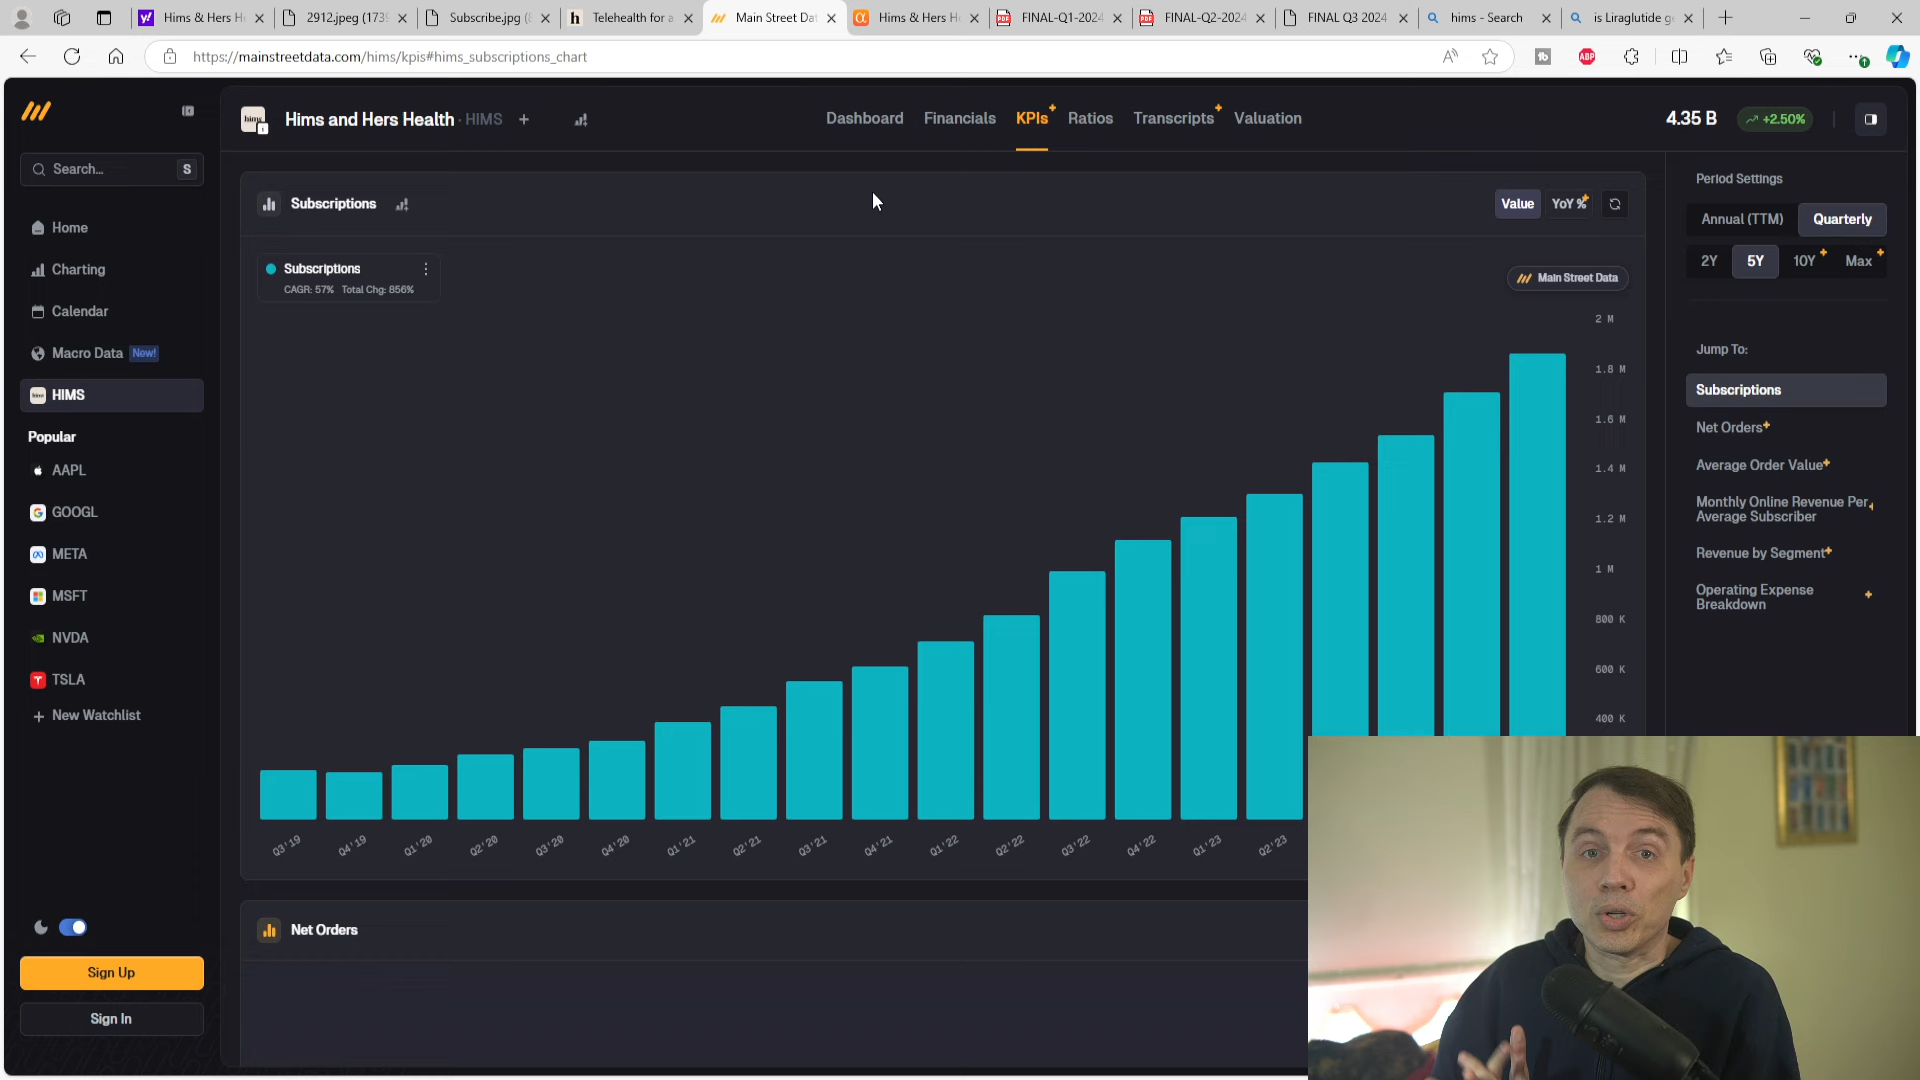 Hims & Hers H
2912.jpeg (1739
Subscribe.jpg (8
Telehealth for a
Main Street Dat
Hims & Hers H
FINAL-Q1-2024
FINAL-Q2-2024
FINAL Q3 2024
hims - Search
is Liraglutide ge
https://mainstreetdata.com/hims/kpis#hims_subscriptions_chart
Hims and Hers Health · HIMS
Dashboard
Financials
KPIs
Ratios
Transcripts
Valuation
4.35 B
+2.50%
Search...
S
Home
Charting
Calendar
Macro Data New!
HIMS
Popular
AAPL
GOOGL
META
MSFT
NVDA
TSLA
New Watchlist
Sign Up
Sign In
Subscriptions
Value
YoY %
Subscriptions
CAGR: 57% Total Chg: 856%
Main Street Data
2 M
1.8 M
1.6 M
1.4 M
1.2 M
1 M
800 K
600 K
400 K
Q3'19
Q4'19
Q1'20
Q2'20
Q3'20
Q4'20
Q1'21
Q2'21
Q3'21
Q4'21
Q1'22
Q2'22
Q3'22
Q4'22
Q1'23
Q2'23
Net Orders
Period Settings
Annual (TTM)
Quarterly
2Y
5Y
10Y
Max
Jump To:
Subscriptions
Net Orders
Average Order Value
Monthly Online Revenue Per
Average Subscriber
Revenue by Segment
Operating Expense
Breakdown